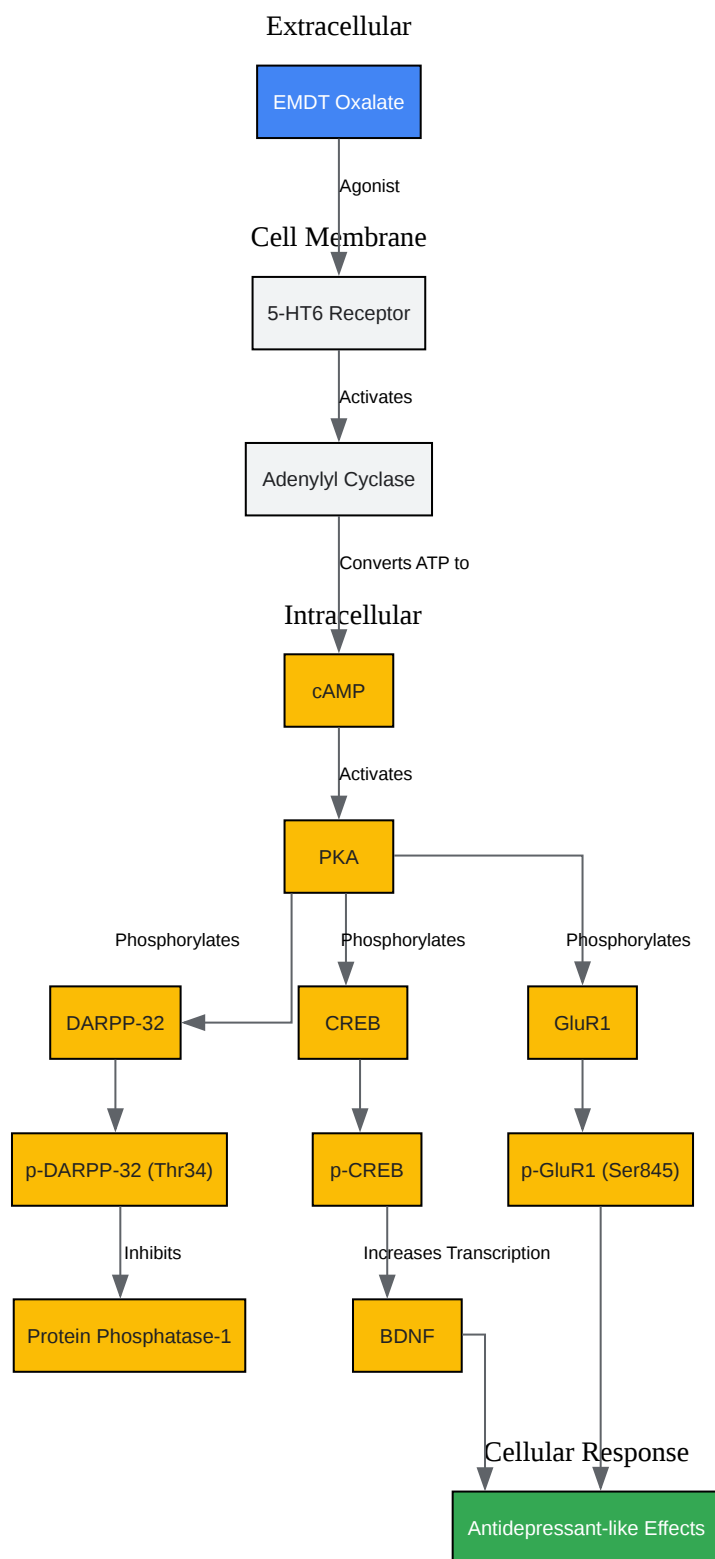 Extracellular
EMDT Oxalate
Agonist
Cell Membrane
5-HT6 Receptor
Activates
Adenylyl Cyclase
Converts ATP to
Intracellular
cAMP
Activates
PKA
Phosphorylates
Phosphorylates
Phosphorylates
DARPP-32
CREB
GluR1
p-DARPP-32 (Thr34)
p-CREB
p-GluR1 (Ser845)
Inhibits
Increases Transcription
Protein Phosphatase-1
BDNF
Cellular Response
Antidepressant-like Effects